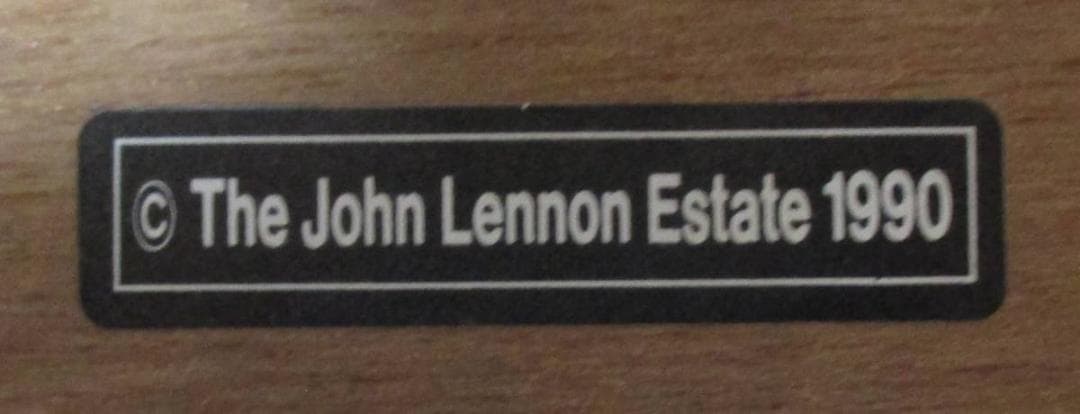 © The John Lennon Estate 1990